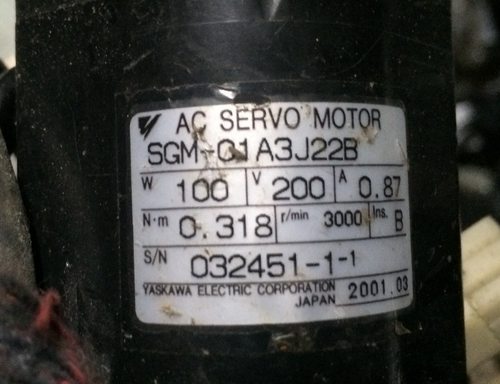 AC SERVO MOTOR
SGM-01A3J22B
W 100 V 200 A 0.87
N·m 0.318 r/min 3000 Ins. B
S/N 032451-1-1
YASKAWA ELECTRIC CORPORATION
JAPAN 2001.03